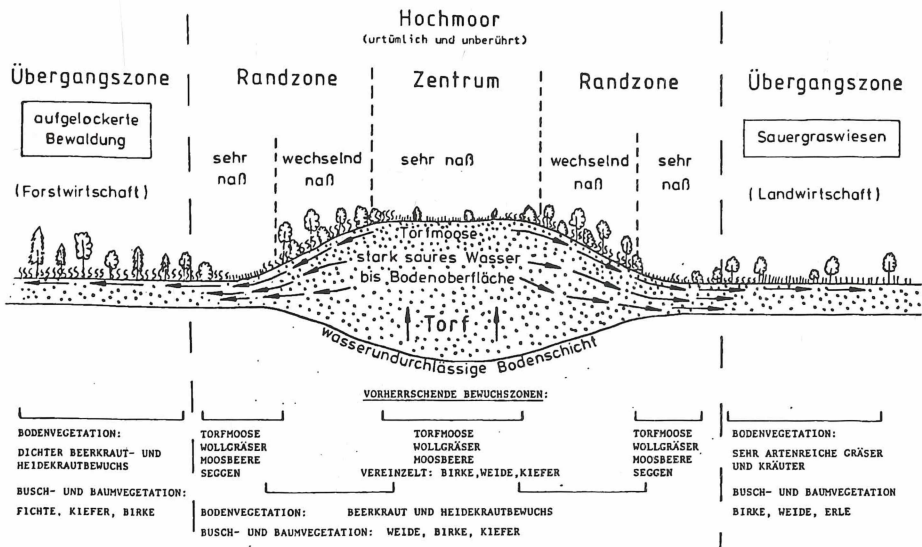 Hochmoor
(urtümlich und unberührt)
Übergangszone
Randzone
Zentrum
Randzone
Übergangszone
aufgelockerte
Bewaldung
Sauergraswiesen
sehr
naß
wechselnd
naß
sehr naß
wechselnd
naß
sehr
naß
(Forstwirtschaft)
(Landwirtschaft)
Torfmoose
stark saures Wasser
bis Bodenoberfläche
Torf
wasserundurchlässige Bodenschicht
VORHERRSCHENDE BEWUCHSZONEN:
BODENVEGETATION:
DICHTER BEERKRAUT- UND
HEIDEKRAUTBEWUCHS
BUSCH- UND BAUMVEGETATION:
FICHTE, KIEFER, BIRKE
TORFMOOSE
WOLLGRÄSER
MOOSBEERE
SEGGEN
TORFMOOSE
WOLLGRÄSER
MOOSBEERE
VEREINZELT: BIRKE,WEIDE,KIEFER
TORFMOOSE
WOLLGRÄSER
MOOSBEERE
SEGGEN
BODENVEGETATION:
SEHR ARTENREICHE GRÄSER
UND KRÄUTER
BUSCH- UND BAUMVEGETATION
BIRKE, WEIDE, ERLE
BODENVEGETATION: BEERKRAUT UND HEIDEKRAUTBEWUCHS
BUSCH- UND BAUMVEGETATION: WEIDE, BIRKE, KIEFER